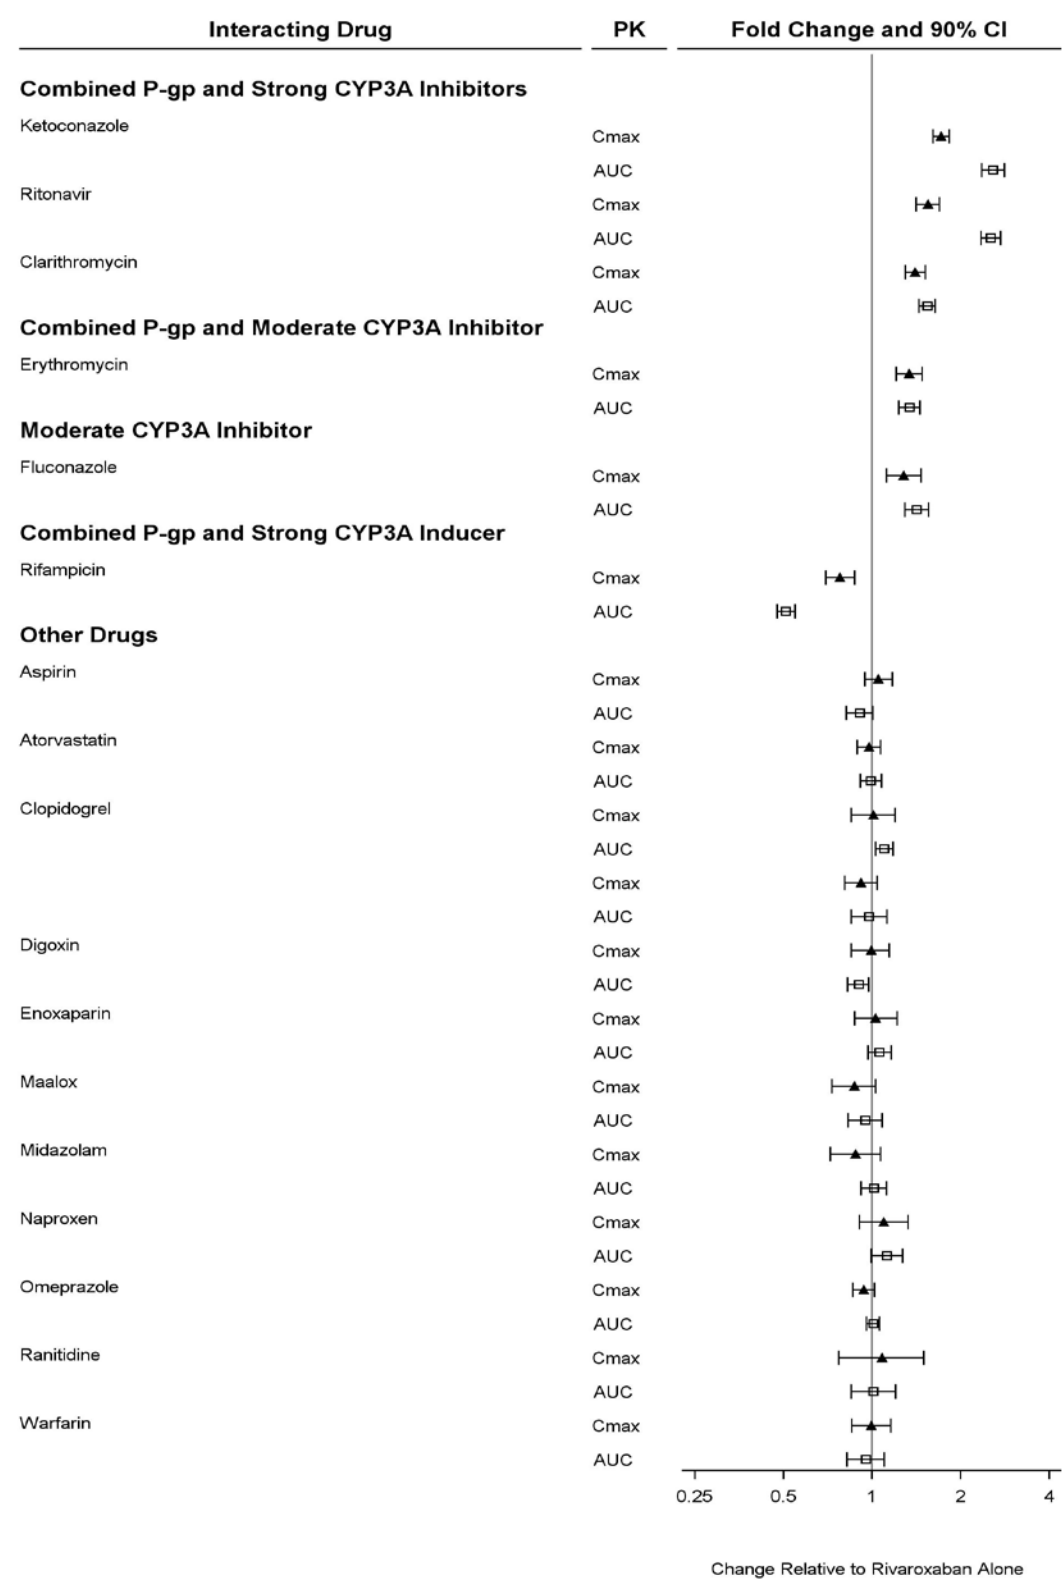 Interacting Drug PK Fold Change and 90% CI
Combined P-gp and Strong CYP3A Inhibitors
Ketoconazole
Cmax
AUC
Ritonavir
Cmax
AUC
Clarithromycin
Cmax
AUC
Combined P-gp and Moderate CYP3A Inhibitor
Erythromycin
Cmax
AUC
Moderate CYP3A Inhibitor
Fluconazole
Cmax
AUC
Combined P-gp and Strong CYP3A Inducer
Rifampicin
Cmax
AUC
Other Drugs
Aspirin
Cmax
AUC
Atorvastatin
Cmax
AUC
Clopidogrel
Cmax
AUC
Cmax
AUC
Digoxin
Cmax
AUC
Enoxaparin
Cmax
AUC
Maalox
Cmax
AUC
Midazolam
Cmax
AUC
Naproxen
Cmax
AUC
Omeprazole
Cmax
AUC
Ranitidine
Cmax
AUC
Warfarin
Cmax
AUC
0.25 0.5 1 2 4
Change Relative to Rivaroxaban Alone